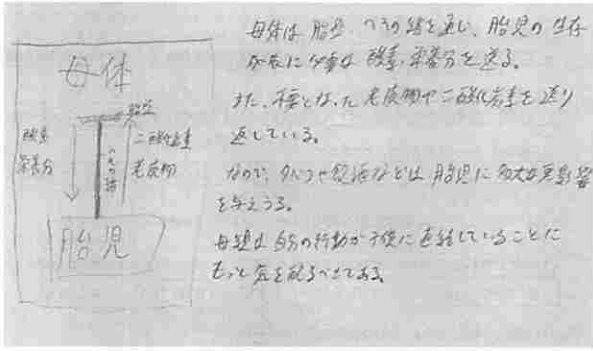 母体
胎盤
酸素
栄養分
へその緒
二酸化炭素
老廃物
胎児
母体は胎盤、へその緒を通じ、胎児の生存
成長に必要な酸素、栄養分を送る。
また、不要となった老廃物や二酸化炭素を送り
返している。
なので、タバコや飲酒などは胎児に多大な悪影響
を与えうる。
母親は自分の行動が子供に直結していることに
もっと気を配るべきである。